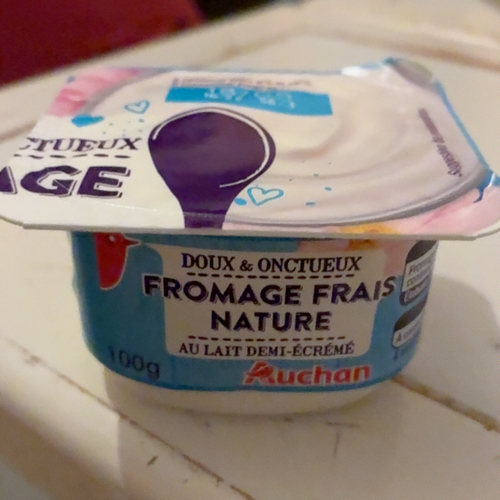 CTUEUX
AGE
DOUX & ONCTUEUX
FROMAGE FRAIS
NATURE
AU LAIT DEMI-ÉCRÉMÉ
100g
Auchan